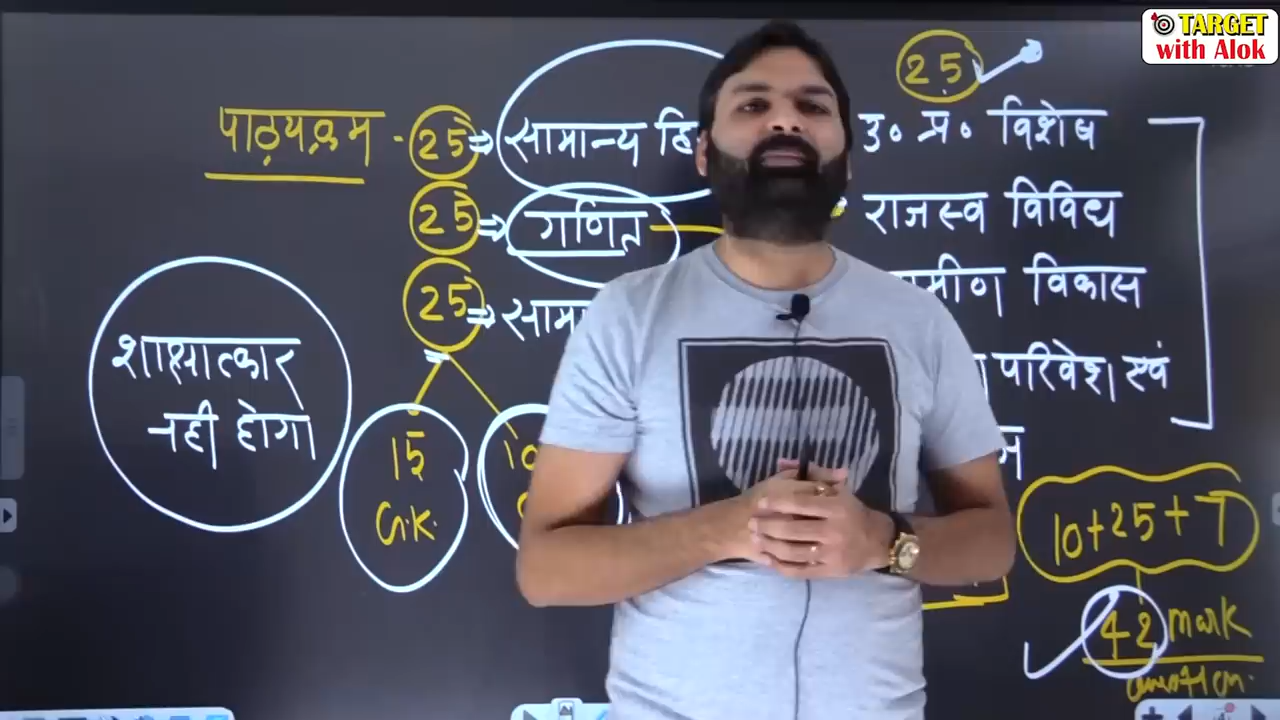 TARGET
with Alok
25
पाठ्यक्रम - 25 ⇒ सामान्य
25 ⇒ गणित
25 ⇒
15
G.K.
10
शाक्षात्कार
नही होगा
उ० प्र० विशेष
राजस्व विविध
विकास
परिवेश एवं
10+25+7
42 mark